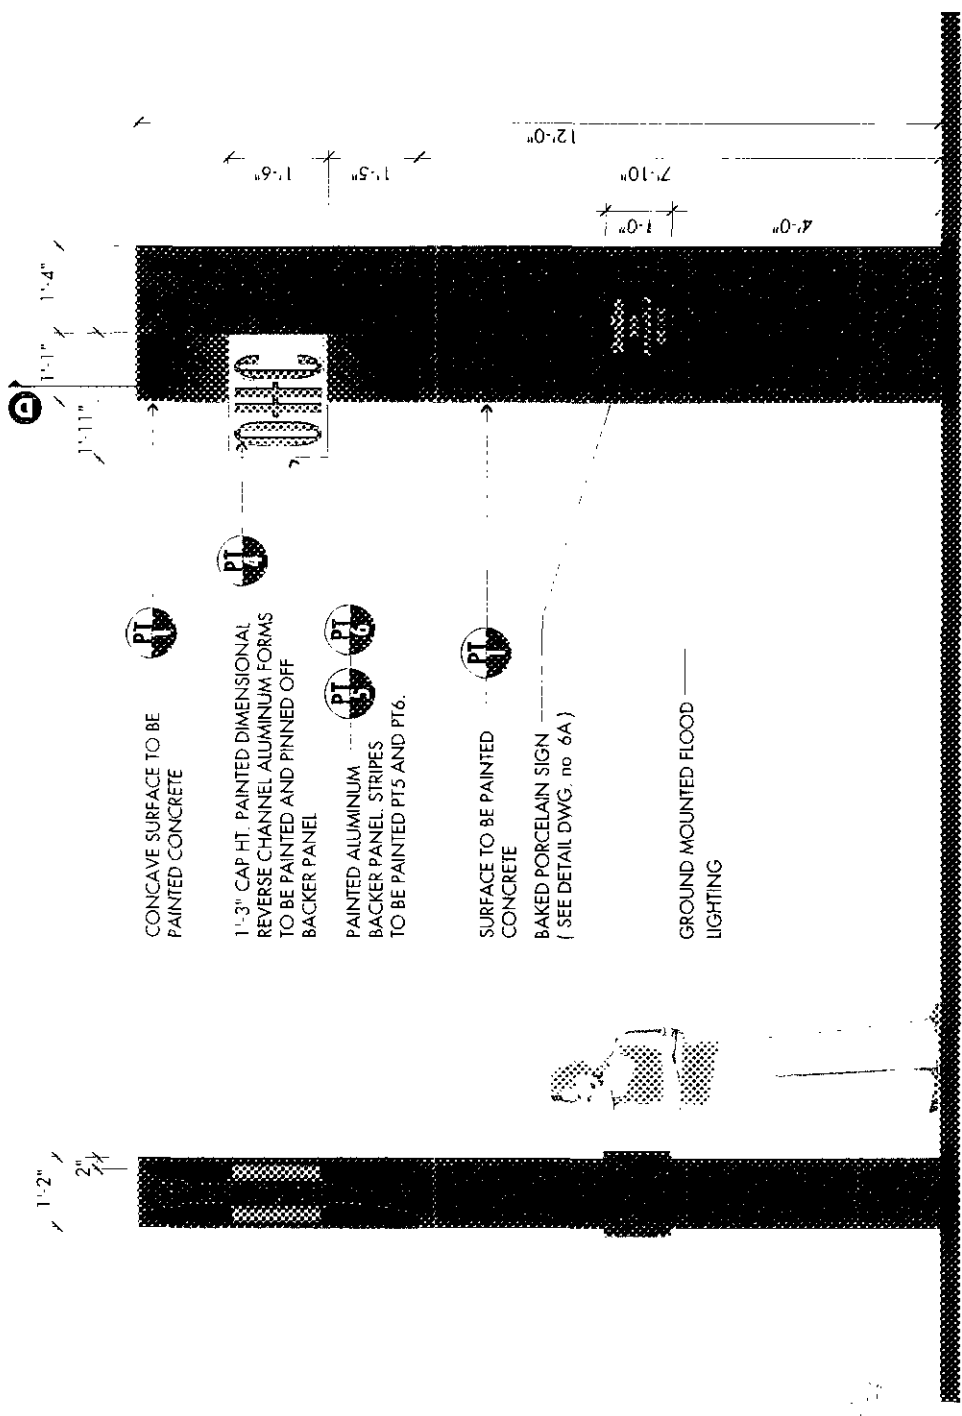 1'-2"
2"
CONCAVE SURFACE TO BE
PAINTED CONCRETE
PT
1
1'-3" CAP HT. PAINTED DIMENSIONAL
REVERSE CHANNEL ALUMINUM FORMS
TO BE PAINTED AND PINNED OFF
BACKER PANEL
PT
4
PAINTED ALUMINUM
BACKER PANEL. STRIPES
TO BE PAINTED PT5 AND PT6.
PT
5
PT
6
SURFACE TO BE PAINTED
CONCRETE
PT
1
BAKED PORCELAIN SIGN
( SEE DETAIL DWG. no 6A )
GROUND MOUNTED FLOOD
LIGHTING
1'-11"
1'-1"
1'-4"
OHC
1'-6"
1'-5"
12'-0"
7'-10"
1'-0"
4'-0"